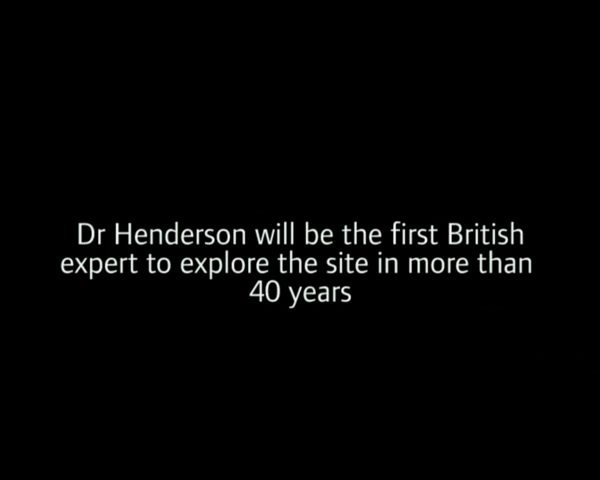 Dr Henderson will be the first British
expert to explore the site in more than
40 years